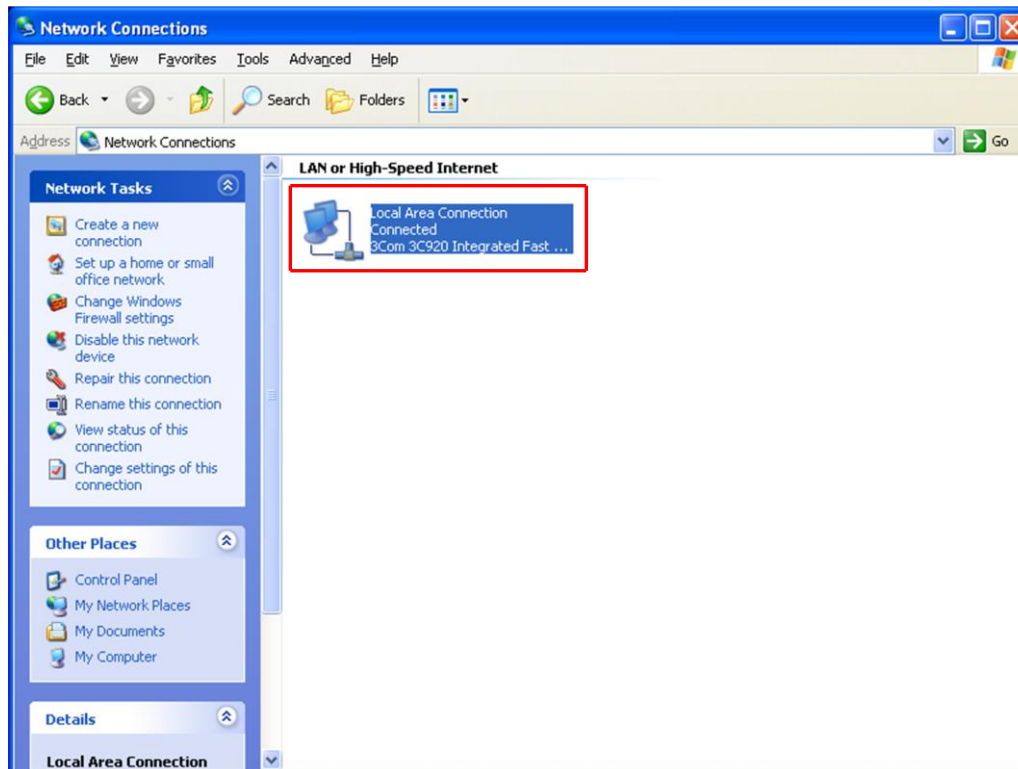 Network Connections
File Edit View Favorites Tools Advanced Help
Back Search Folders
Address Network Connections Go
Network Tasks
Create a new
connection
Set up a home or small
office network
Change Windows
Firewall settings
Disable this network
device
Repair this connection
Rename this connection
View status of this
connection
Change settings of this
connection
Other Places
Control Panel
My Network Places
My Documents
My Computer
Details
Local Area Connection
LAN or High-Speed Internet
Local Area Connection
Connected
3Com 3C920 Integrated Fast ...